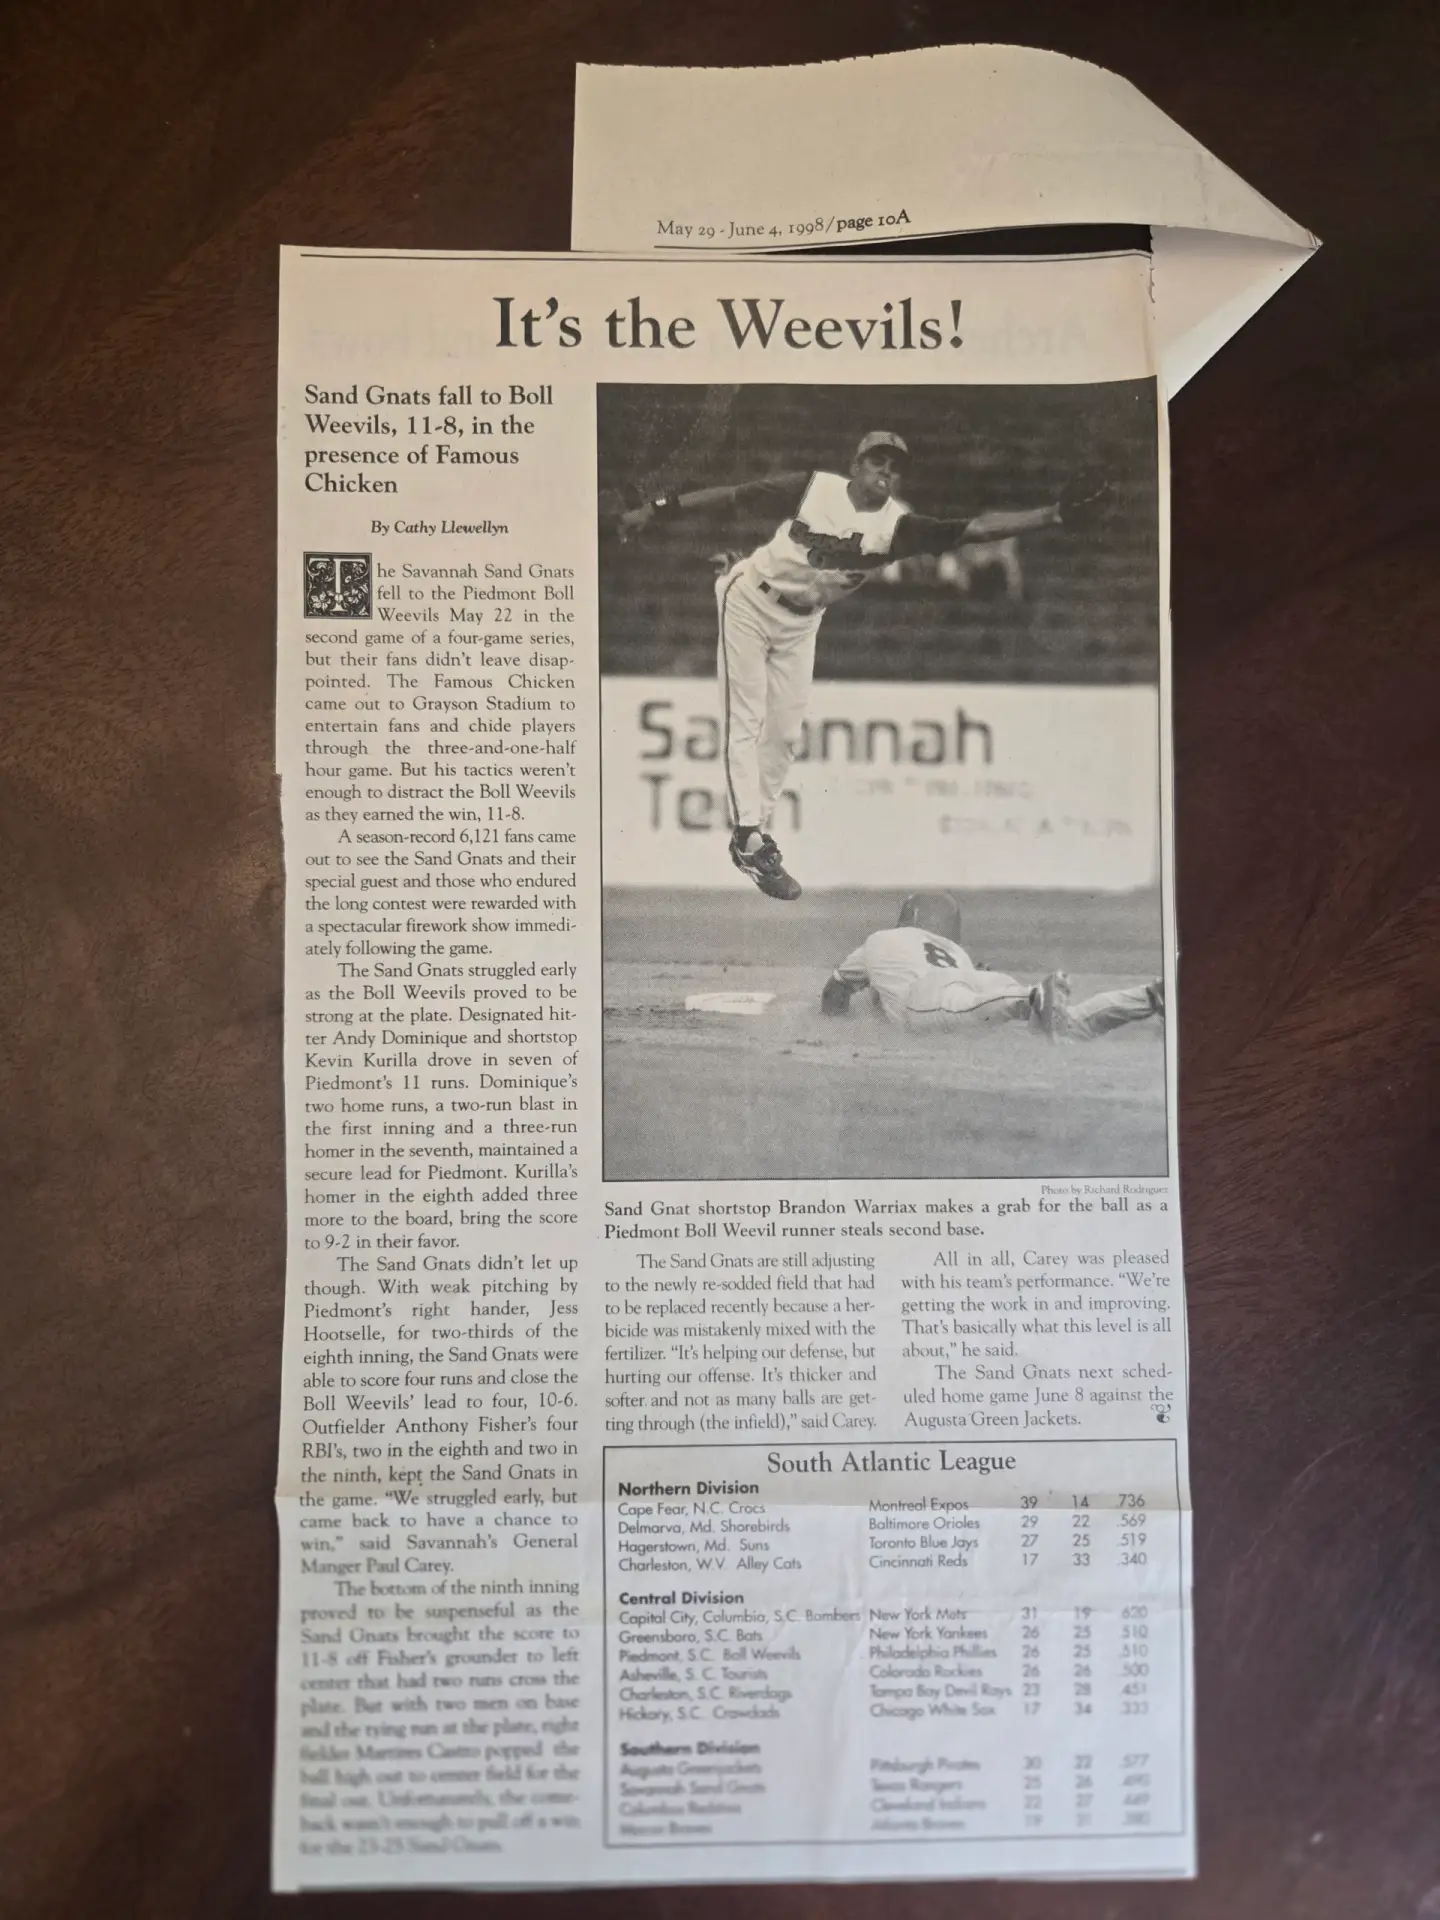 May 29 - June 4, 1998/page 10A
It's the Weevils!
Sand Gnats fall to Boll
Weevils, 11-8, in the
presence of Famous
Chicken
By Cathy Llewellyn
The Savannah Sand Gnats
fell to the Piedmont Boll
Weevils May 22 in the
second game of a four-game series,
but their fans didn't leave disap-
pointed. The Famous Chicken
came out to Grayson Stadium to
entertain fans and chide players
through the three-and-one-half
hour game. But his tactics weren't
enough to distract the Boll Weevils
as they earned the win, 11-8.
A season-record 6,121 fans came
out to see the Sand Gnats and their
special guest and those who endured
the long contest were rewarded with
a spectacular firework show immedi-
ately following the game.
The Sand Gnats struggled early
as the Boll Weevils proved to be
strong at the plate. Designated hit-
ter Andy Dominique and shortstop
Kevin Kurilla drove in seven of
Piedmont's 11 runs. Dominique's
two home runs, a two-run blast in
the first inning and a three-run
homer in the seventh, maintained a
secure lead for Piedmont. Kurilla's
homer in the eighth added three
more to the board, bring the score
to 9-2 in their favor.
The Sand Gnats didn't let up
though. With weak pitching by
Piedmont's right hander, Jess
Hootselle, for two-thirds of the
eighth inning, the Sand Gnats were
able to score four runs and close the
Boll Weevils' lead to four, 10-6.
Outfielder Anthony Fisher's four
RBI's, two in the eighth and two in
the ninth, kept the Sand Gnats in
the game. "We struggled early, but
came back to have a chance to
win," said Savannah's General
Manger Paul Carey.
The bottom of the ninth inning
proved to be suspenseful as the
Sand Gnats brought the score to
11-8 off Fisher's grounder to left
center that had two runs cross the
plate. But with two men on base
and the tying run at the plate, right
fielder Martires Castro popped the
ball high out to center field for the
final out. Unfortunately, the come-
back wasn't enough to pull off a win
for the Sand Gnats.
Savannah
Tech
8
Photo by Richard Rodriguez
Sand Gnat shortstop Brandon Warriax makes a grab for the ball as a
Piedmont Boll Weevil runner steals second base.
The Sand Gnats are still adjusting
to the newly re-sodded field that had
to be replaced recently because a her-
bicide was mistakenly mixed with the
fertilizer. "It's helping our defense, but
hurting our offense. It's thicker and
softer and not as many balls are get-
ting through (the infield)," said Carey.
All in all, Carey was pleased
with his team's performance. "We're
getting the work in and improving.
That's basically what this level is all
about," he said.
The Sand Gnats next sched-
uled home game June 8 against the
Augusta Green Jackets.
South Atlantic League
Northern Division
Cape Fear, N.C. Crocs Montreal Expos 39 14 .736
Delmarva, Md. Shorebirds Baltimore Orioles 29 22 .569
Hagerstown, Md. Suns Toronto Blue Jays 27 25 .519
Charleston, W.V. Alley Cats Cincinnati Reds 17 33 .340
Central Division
Capital City, Columbia, S.C. Bombers New York Mets 31 19 .620
Greensboro, S.C. Bats New York Yankees 26 25 .510
Piedmont, S.C. Boll Weevils Philadelphia Phillies 26 25 .510
Asheville, S. C. Tourists Colorado Rockies 26 26 .500
Charleston, S.C. Riverdogs Tampa Bay Devil Rays 23 28 .451
Hickory, S.C. Crawdads Chicago White Sox 17 34 .333
Southern Division
Augusta Greenjackets Pittsburgh Pirates 30 22 .577
Savannah Sand Gnats Texas Rangers 25 26 .490
Columbus Redstixx Cleveland Indians 22 27 .449
Macon Braves Atlanta Braves 19 31 .380